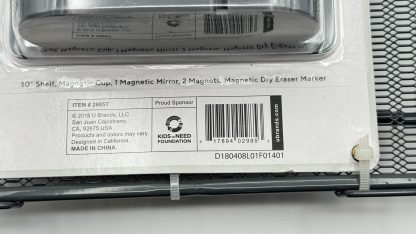 10" Shelf, Magnetic Cup, 1 Magnetic Mirror, 2 Magnets, Magnetic Dry Eraser Marker
ITEM # 2985T
© 2018 U Brands, LLC
San Juan Capistrano,
CA, 92675 USA
Products and colors may vary.
Designed in California.
MADE IN CHINA.
Proud Sponsor
KIDS IN NEED
FOUNDATION
17894 02985
D180408L01F01401
ubrands.com